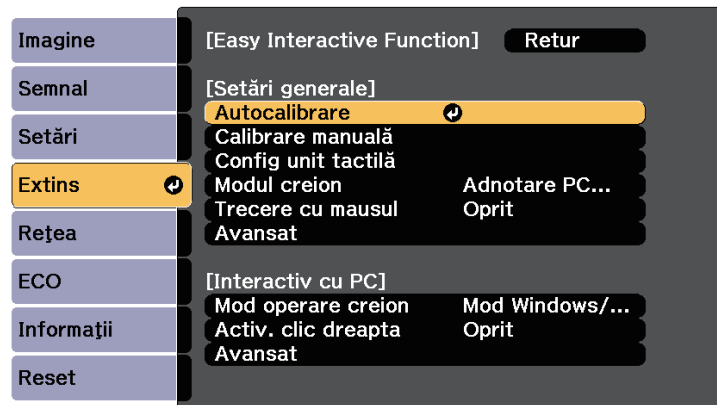 Imagine
Semnal
Setări
Extins
Reţea
ECO
Informaţii
Reset
[Easy Interactive Function] Retur
[Setări generale]
Autocalibrare
Calibrare manuală
Config unit tactilă
Modul creion Adnotare PC...
Trecere cu mausul Oprit
Avansat
[Interactiv cu PC]
Mod operare creion Mod Windows/...
Activ. clic dreapta Oprit
Avansat